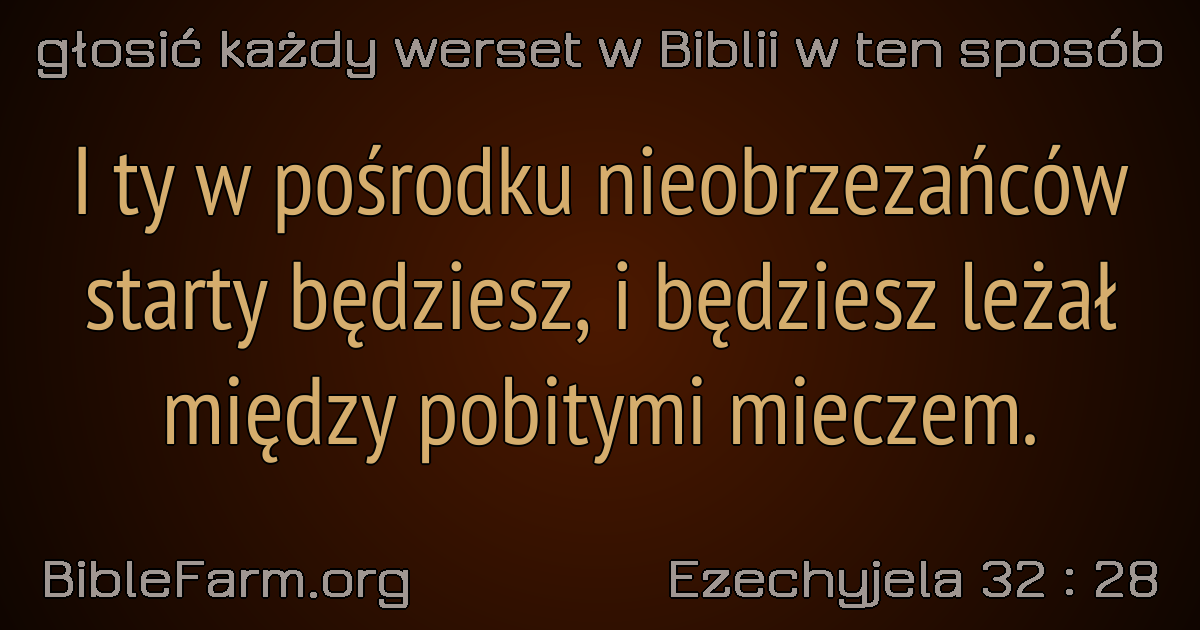 głosić każdy werset w Biblii w ten sposób
I ty w pośrodku nieobrzezańców
starty będziesz, i będziesz leżał
między pobitymi mieczem.
BibleFarm.org
Ezechyjela 32 : 28